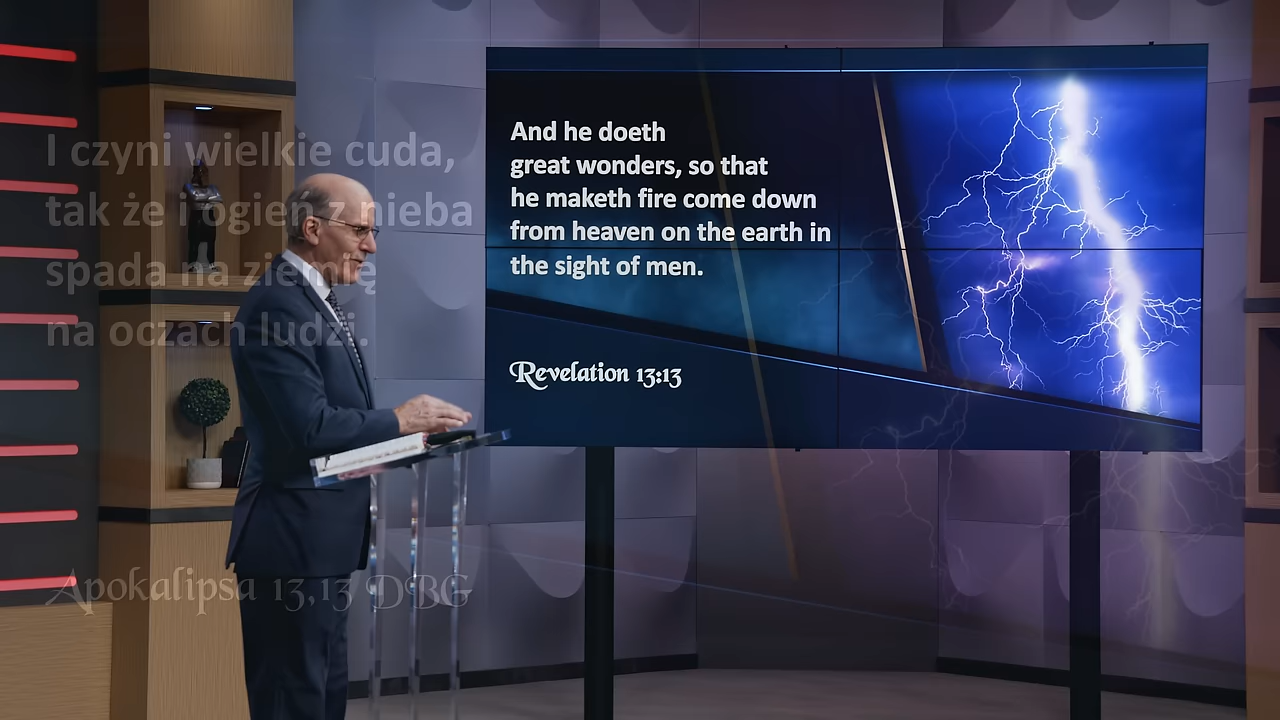 And he doeth
great wonders, so that
he maketh fire come down
from heaven on the earth in
the sight of men.
Revelation 13:13
I czyni wielkie cuda,
tak że ogień z nieba
spada na ziemię
na oczach ludzi.
Apokalipsa 13,13 DBG